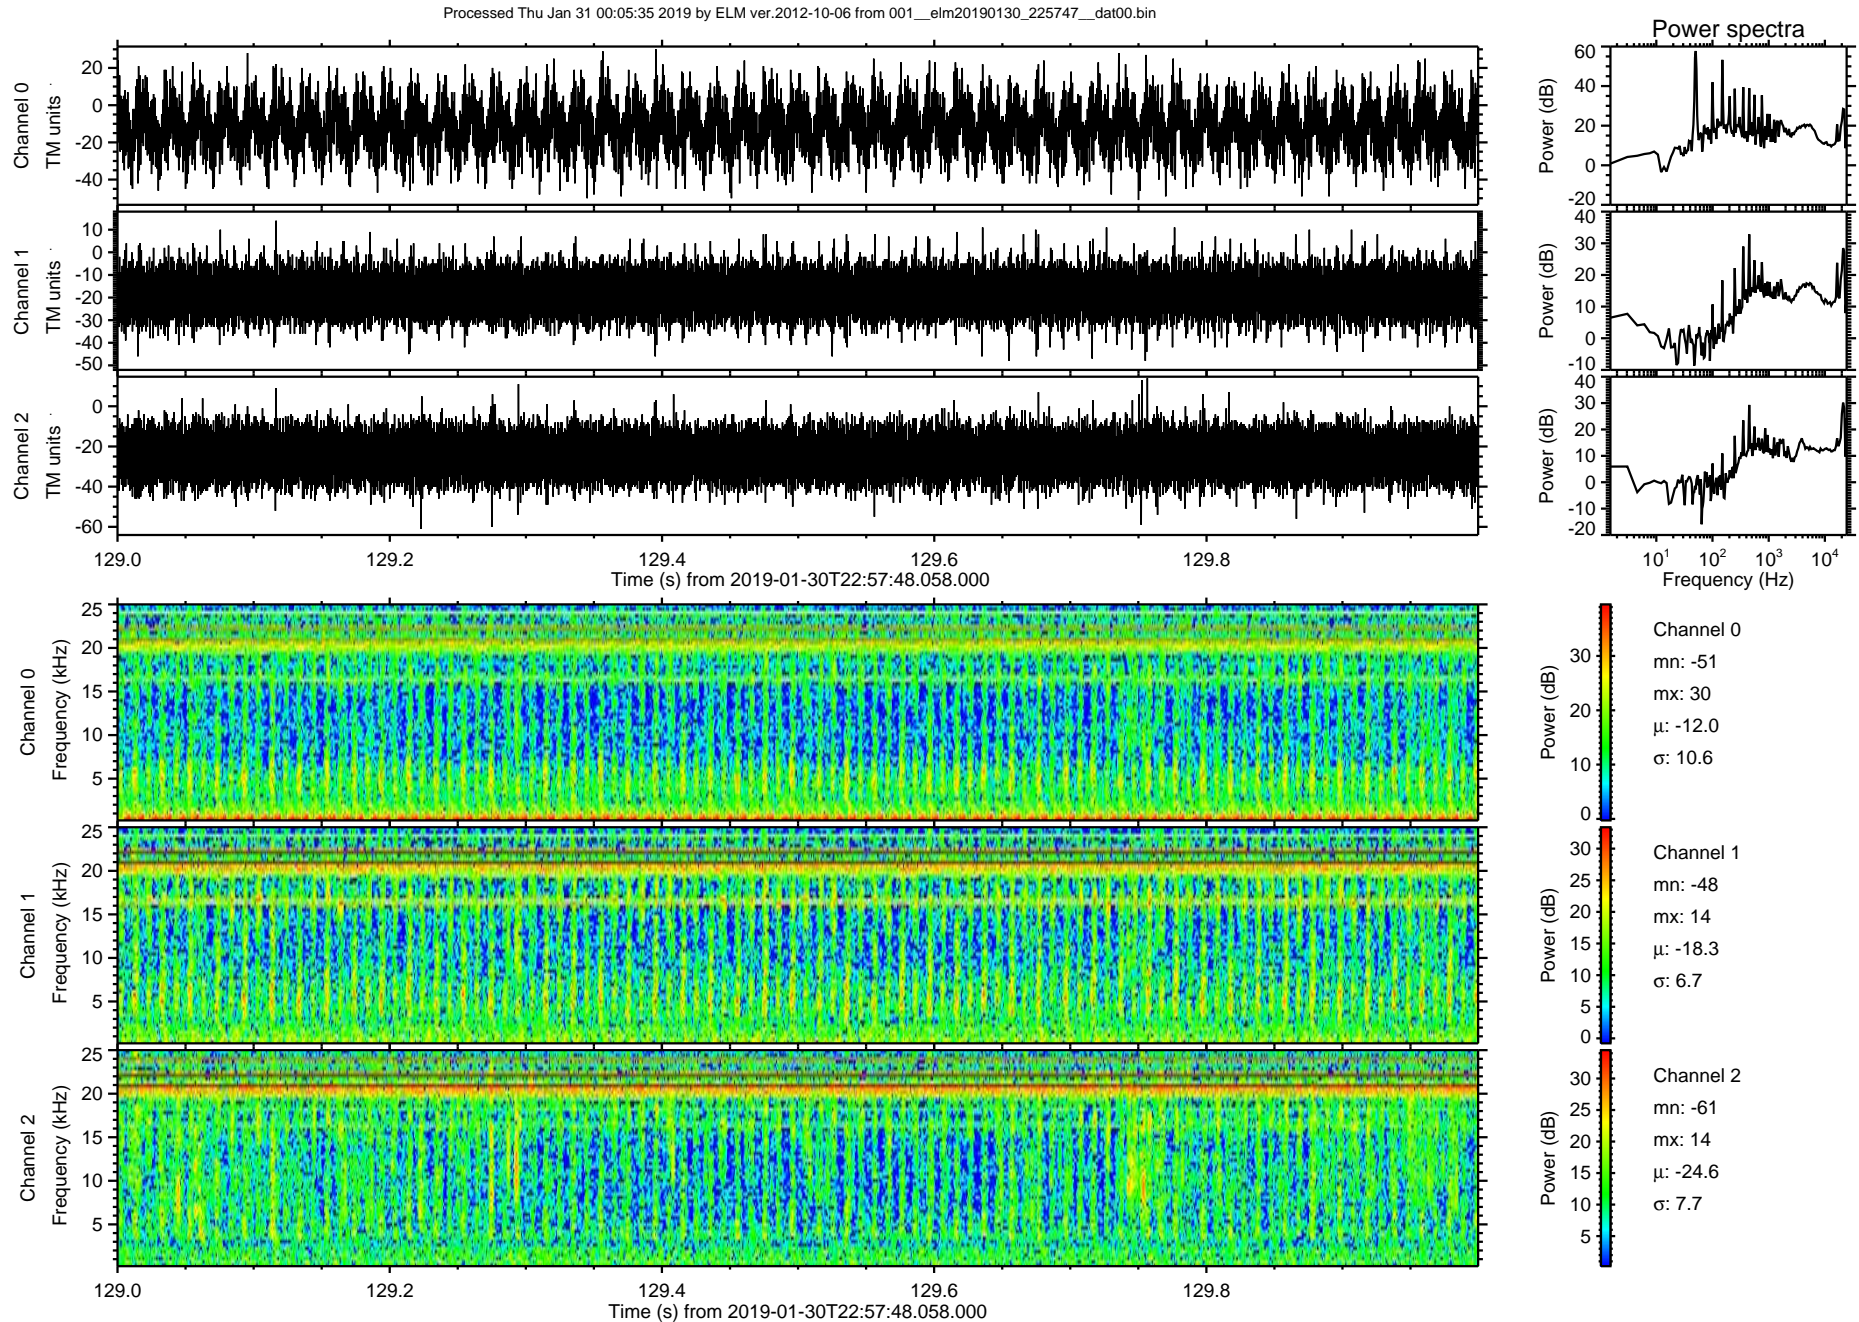 Processed Thu Jan 31 00:05:35 2019 by ELM ver.2012-10-06 from 001__elm20190130_225747__dat00.bin
Power spectra
Channel 0
TM units
20
0
-20
-40
Power (dB)
60
40
20
0
-20
Channel 1
TM units
10
0
-10
-20
-30
-40
-50
Power (dB)
40
30
20
10
0
-10
Channel 2
TM units
0
-20
-40
-60
Power (dB)
40
30
20
10
0
-10
-20
129.0 129.2 129.4 129.6 129.8
Time (s) from 2019-01-30T22:57:48.058.000
10^1 10^2 10^3 10^4
Frequency (Hz)
Channel 0
Frequency (kHz)
25
20
15
10
5
Power (dB)
30
20
10
0
Channel 0
mn: -51
mx: 30
μ: -12.0
σ: 10.6
Channel 1
Frequency (kHz)
25
20
15
10
5
Power (dB)
30
25
20
15
10
5
0
Channel 1
mn: -48
mx: 14
μ: -18.3
σ: 6.7
Channel 2
Frequency (kHz)
25
20
15
10
5
Power (dB)
30
25
20
15
10
5
Channel 2
mn: -61
mx: 14
μ: -24.6
σ: 7.7
129.0 129.2 129.4 129.6 129.8
Time (s) from 2019-01-30T22:57:48.058.000